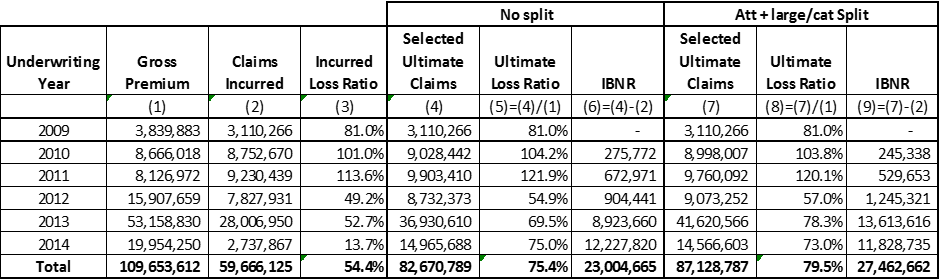 No split Att + large/cat Split
Underwriting Year Gross Premium Claims Incurred Incurred Loss Ratio Selected Ultimate Claims Ultimate Loss Ratio IBNR Selected Ultimate Claims Ultimate Loss Ratio IBNR
(1) (2) (3) (4) (5)=(4)/(1) (6)=(4)-(2) (7) (8)=(7)/(1) (9)=(7)-(2)
2009 3,839,883 3,110,266 81.0% 3,110,266 81.0% - 3,110,266 81.0% -
2010 8,666,018 8,752,670 101.0% 9,028,442 104.2% 275,772 8,998,007 103.8% 245,338
2011 8,126,972 9,230,439 113.6% 9,903,410 121.9% 672,971 9,760,092 120.1% 529,653
2012 15,907,659 7,827,931 49.2% 8,732,373 54.9% 904,441 9,073,252 57.0% 1,245,321
2013 53,158,830 28,006,950 52.7% 36,930,610 69.5% 8,923,660 41,620,566 78.3% 13,613,616
2014 19,954,250 2,737,867 13.7% 14,965,688 75.0% 12,227,820 14,566,603 73.0% 11,828,735
Total 109,653,612 59,666,125 54.4% 82,670,789 75.4% 23,004,665 87,128,787 79.5% 27,462,662